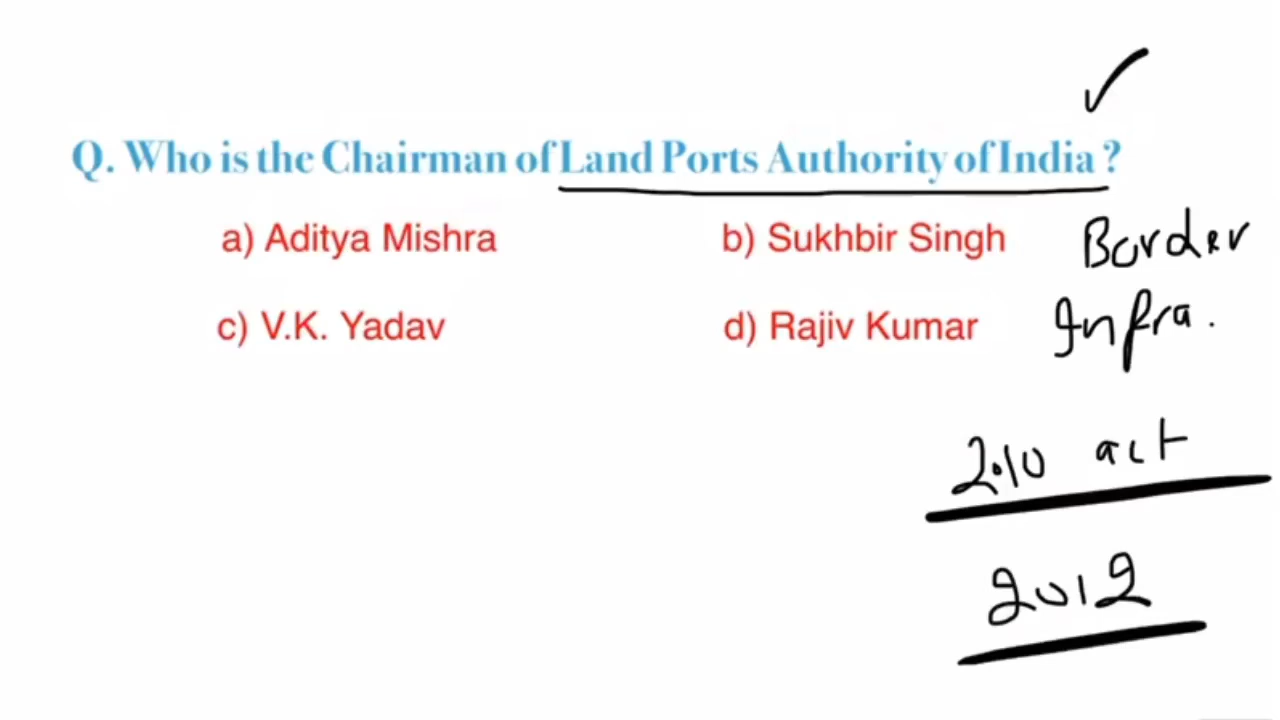 Q. Who is the Chairman of Land Ports Authority of India ?
a) Aditya Mishra b) Sukhbir Singh
c) V.K. Yadav d) Rajiv Kumar
Border
Infra.
2010 act
2012